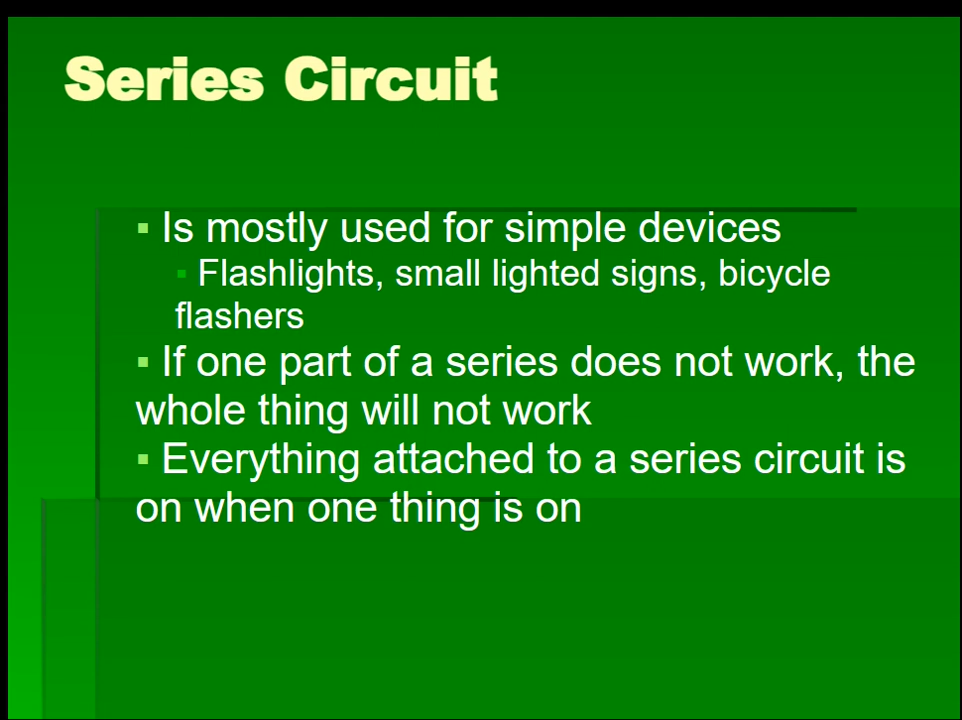 Series Circuit
▪ Is mostly used for simple devices
▪ Flashlights, small lighted signs, bicycle
flashers
▪ If one part of a series does not work, the
whole thing will not work
▪ Everything attached to a series circuit is
on when one thing is on